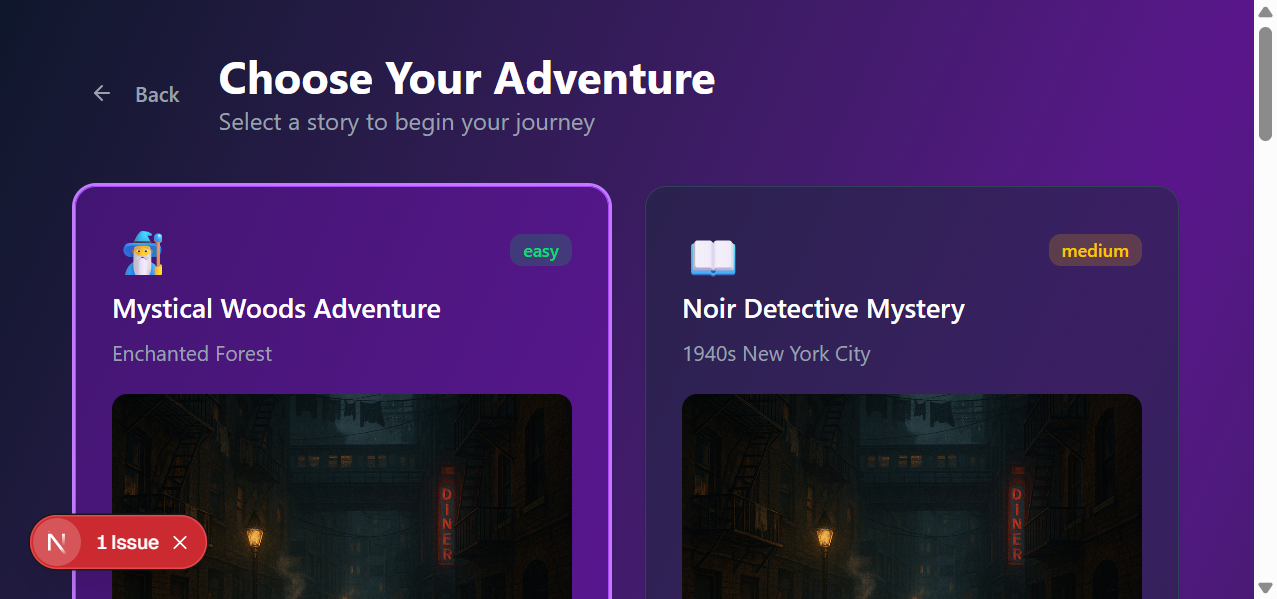 Choose Your Adventure
Back
Select a story to begin your journey
easy
medium
Mystical Woods Adventure
Noir Detective Mystery
Enchanted Forest
1940s New York City
DINER
DINER
N
1 Issue